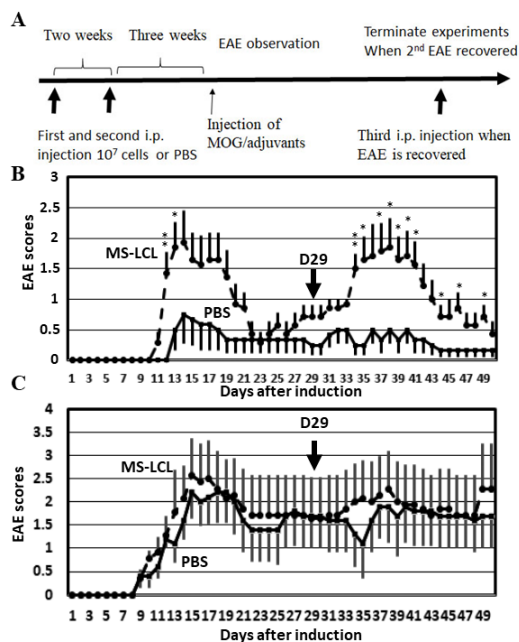 A
Two weeks
Three weeks
EAE observation
Terminate experiments
When 2nd EAE recovered
First and second i.p.
injection 10⁷ cells or PBS
Injection of
MOG/adjuvants
Third i.p. injection when
EAE is recovered
B
3
2.5
2
1.5
1
0.5
0
EAE scores
MS-LCL
PBS
D29
* * * * * * * * * * * * *
1 3 5 7 9 11 13 15 17 19 21 23 25 27 29 31 33 35 37 39 41 43 45 47 49
Days after induction
C
4
3.5
3
2.5
2
1.5
1
0.5
0
EAE scores
MS-LCL
PBS
D29
1 3 5 7 9 11 13 15 17 19 21 23 25 27 29 31 33 35 37 39 41 43 45 47 49
Days after induction